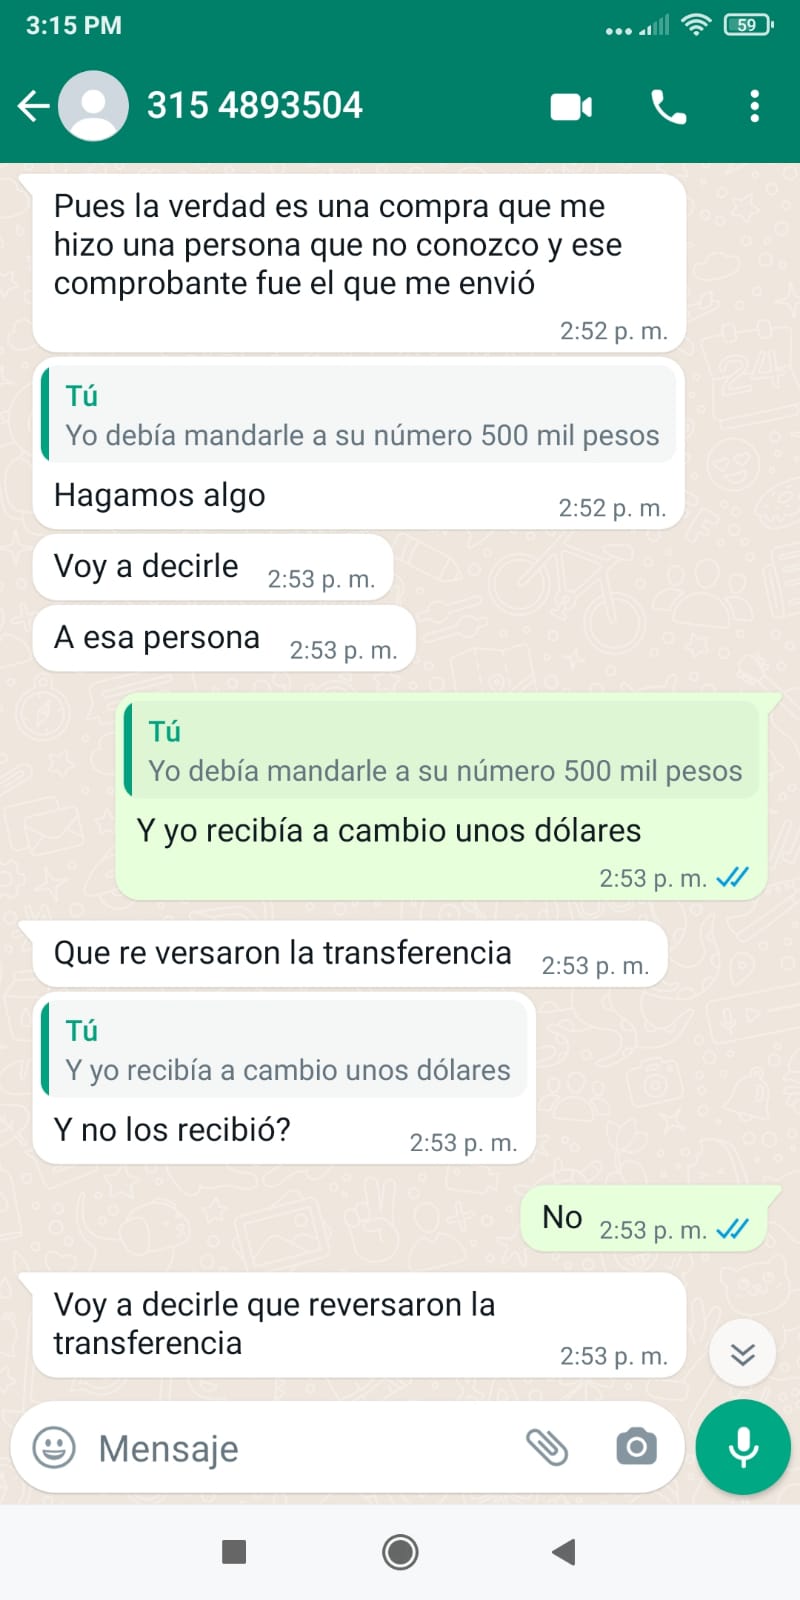 3:15 PM
59
315 4893504
Pues la verdad es una compra que me
hizo una persona que no conozco y ese
comprobante fue el que me envió
2:52 p. m.
Tú
Yo debía mandarle a su número 500 mil pesos
Hagamos algo
2:52 p. m.
Voy a decirle
2:53 p. m.
A esa persona
2:53 p. m.
Tú
Yo debía mandarle a su número 500 mil pesos
Y yo recibía a cambio unos dólares
2:53 p. m.
Que re versaron la transferencia
2:53 p. m.
Tú
Y yo recibía a cambio unos dólares
Y no los recibió?
2:53 p. m.
No
2:53 p. m.
Voy a decirle que reversaron la
transferencia
2:53 p. m.
Mensaje